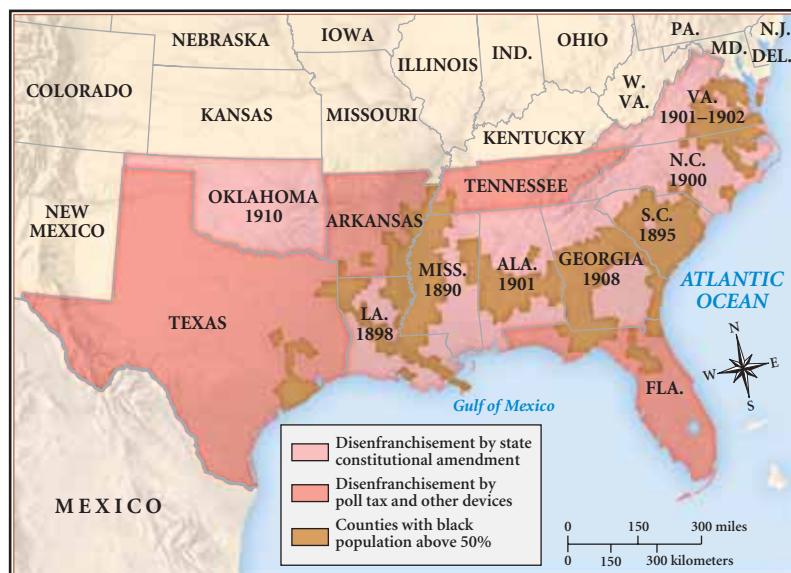 NEBRASKA
IOWA
ILLINOIS
IND.
OHIO
PA.
N.J.
MD.
DEL.
COLORADO
KANSAS
MISSOURI
W.
VA.
VA.
1901–1902
KENTUCKY
NEW
MEXICO
OKLAHOMA
1910
ARKANSAS
TENNESSEE
N.C.
1900
S.C.
1895
TEXAS
LA.
1898
MISS.
1890
ALA.
1901
GEORGIA
1908
FLA.
ATLANTIC
OCEAN
N
W
E
S
Gulf of Mexico
MEXICO
Disenfranchisement by state
constitutional amendment
Disenfranchisement by
poll tax and other devices
Counties with black
population above 50%
0 150 300 miles
0 150 300 kilometers